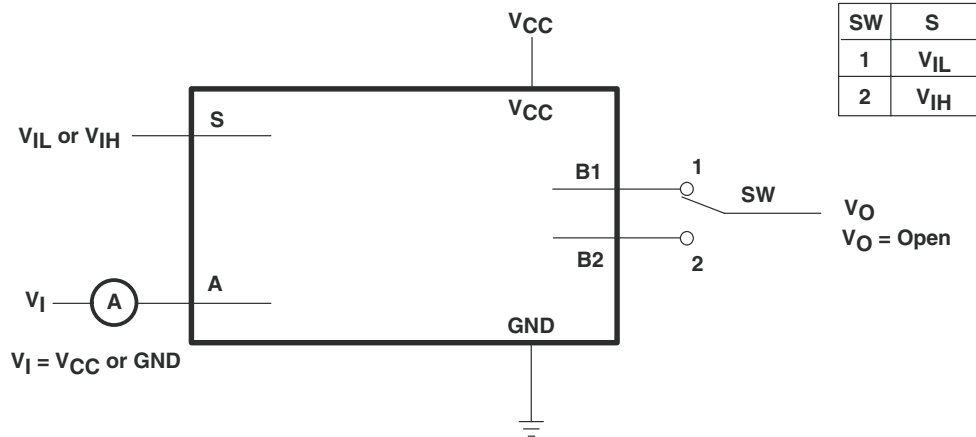 VCC
SW S
1 VIL
2 VIH
VCC
S
VIL or VIH
B1
1
SW
VO
VO = Open
B2
2
A
VI
A
GND
VI = VCC or GND